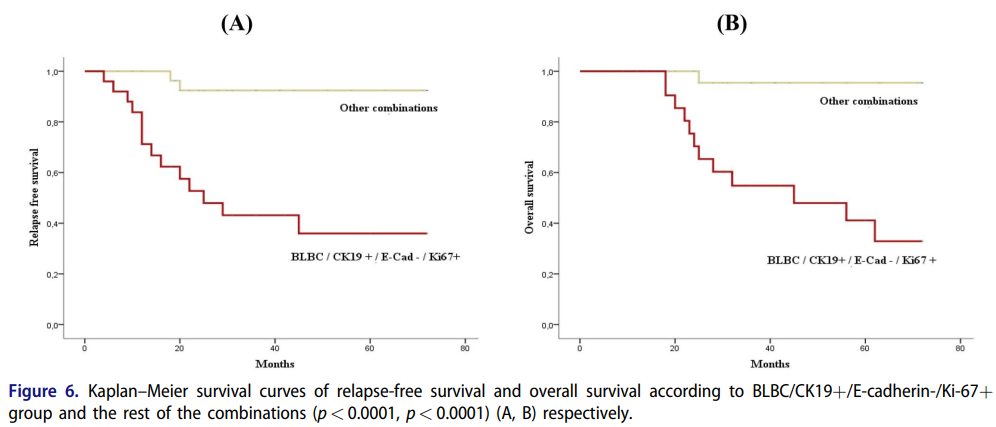 (A)
(B)
1,0
0,8
0,6
0,4
0,2
0,0
Relapse free survival
Other combinations
BLBC / CK19 + / E-Cad - / Ki67+
0
20
40
60
80
Months
1,0
0,8
0,6
0,4
0,2
0,0
Overall survival
Other combinations
BLBC / CK19+ / E-Cad - / Ki67 +
0
20
40
60
80
Months
Figure 6. Kaplan–Meier survival curves of relapse-free survival and overall survival according to BLBC/CK19+/E-cadherin-/Ki-67+
group and the rest of the combinations (p < 0.0001, p < 0.0001) (A, B) respectively.